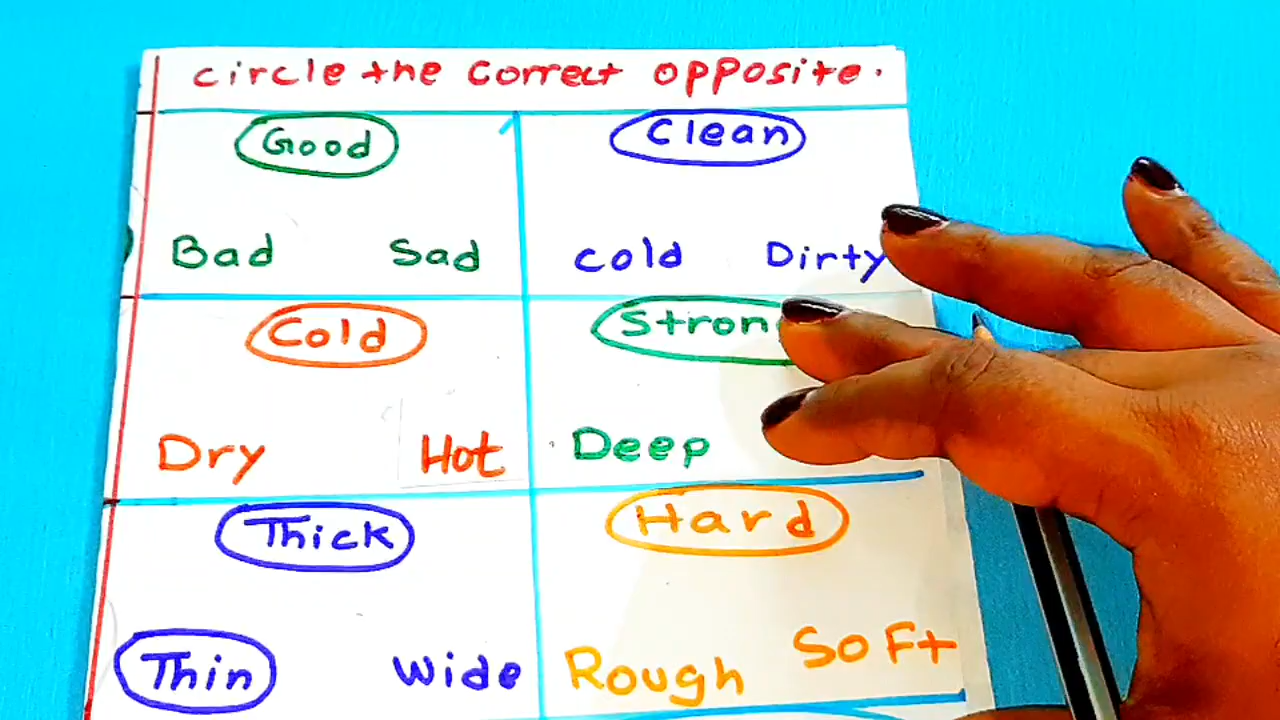 circle the correct opposite.
Good
Clean
Bad Sad
cold Dirty
Cold
Dry Hot
Deep
Thick
Hard
Thin Wide
Rough Soft